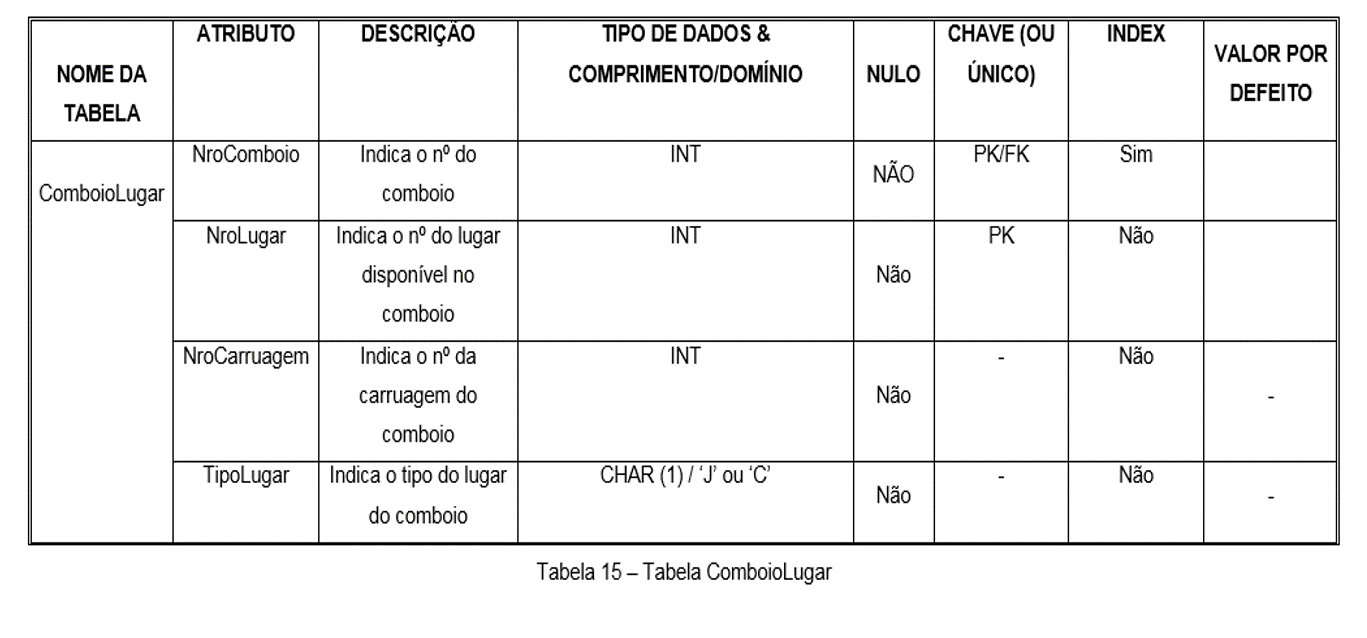 NOME DA TABELA | ATRIBUTO | DESCRIÇÃO | TIPO DE DADOS & COMPRIMENTO/DOMÍNIO | NULO | CHAVE (OU ÚNICO) | INDEX | VALOR POR DEFEITO
ComboioLugar | NroComboio | Indica o nº do comboio | INT | NÃO | PK/FK | Sim |
NroLugar | Indica o nº do lugar disponível no comboio | INT | Não | PK | Não |
NroCarruagem | Indica o nº da carruagem do comboio | INT | Não | - | Não | -
TipoLugar | Indica o tipo do lugar do comboio | CHAR (1) / ‘J’ ou ‘C’ | Não | - | Não | -
Tabela 15 – Tabela ComboioLugar